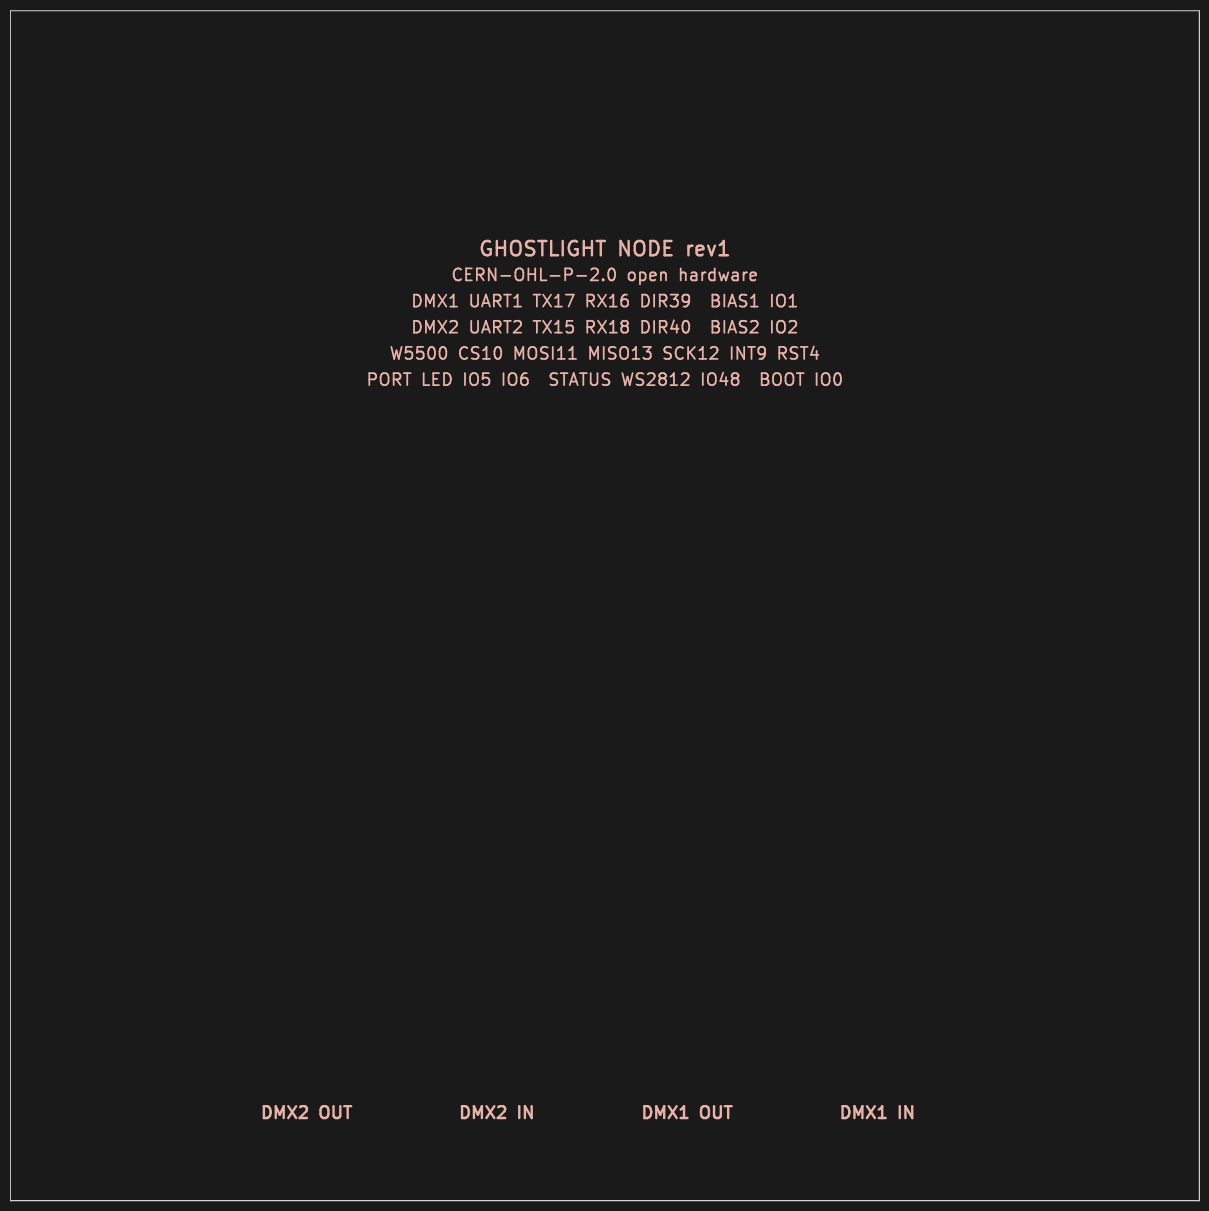 GHOSTLIGHT NODE rev1
CERN-OHL-P-2.0 open hardware
DMX1 UART1 TX17 RX16 DIR39  BIAS1 IO1
DMX2 UART2 TX15 RX18 DIR40  BIAS2 IO2
W5500 CS10 MOSI11 MISO13 SCK12 INT9 RST4
PORT LED IO5 IO6  STATUS WS2812 IO48  BOOT IO0
DMX2 OUT DMX2 IN DMX1 OUT DMX1 IN